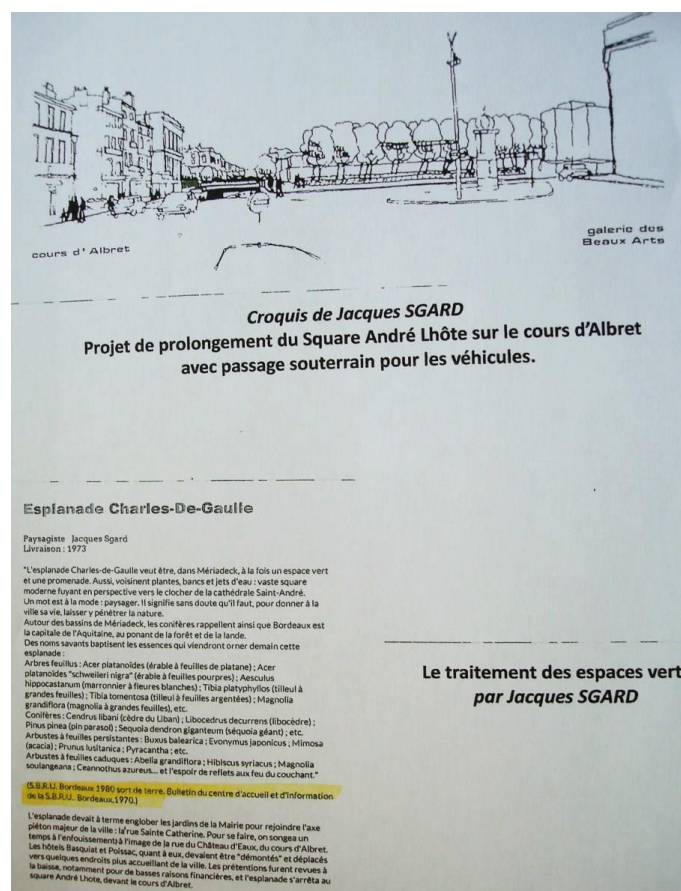 cours d'Albret
galerie des
Beaux Arts
Croquis de Jacques SGARD
Projet de prolongement du Square André Lhôte sur le cours d'Albret
avec passage souterrain pour les véhicules.
Esplanade Charles-De-Gaulle
Paysagiste Jacques Sgard
Livraison : 1973
"L'esplanade Charles-de-Gaulle veut être, dans Mériadeck, à la fois un espace vert
et une promenade. Aussi, voisinent plantes, bancs et jets d'eau : vaste square
moderne fuyant en perspective vers le clocher de la cathédrale Saint-André.
Un mot est à la mode : paysager. Il signifie sans doute qu'il faut, pour donner à la
ville sa vie, laisser y pénétrer la nature.
Autour des bassins de Mériadeck, les conifères rappellent ainsi que Bordeaux est
la capitale de l'Aquitaine, au ponant de la forêt et de la lande.
Des noms savants baptisent les essences qui viendront orner demain cette
esplanade :
Arbres feuillus : Acer platanoïdes (érable à feuilles de platane) ; Acer
platanoïdes "schweileri nigra" (érable à feuilles pourpres) ; Aesculus
hippocastanum (marronnier à fleures blanches) ; Tibia platyphyllos (tilleul à
grandes feuilles) ; Tibia tomentosa (tilleul à feuilles argentées) ; Magnolia
grandiflora (magnolia à grandes feuilles), etc.
Conifères : Cendrus libani (cèdre du Liban) ; Libocedrus decurrens (libocèdre) ;
Pinus pinea (pin parasol) ; Sequoia dendron giganteum (séquoia géant) ; etc.
Arbustes à feuilles persistantes : Buxus balearica ; Evonymus japonicus ; Mimosa
(acacia) ; Prunus lusitanica ; Pyracantha ; etc.
Arbustes à feuilles caduques : Abelia grandiflora ; Hibiscus syriacus ; Magnolia
soulangeana ; Ceannothus azureus... et l'espoir de reflets aux feu du couchant."
(S.B.R.U. Bordeaux 1980 sort de terre. Bulletin du centre d'accueil et d'information
de la S.B.R.U.. Bordeaux,1970.)
L'esplanade devait à terme englober les jardins de la Mairie pour rejoindre l'axe
piéton majeur de la ville : la rue Sainte Catherine. Pour se faire, on songea un
temps à l'enfouissement à l'image de la rue du Château d'Eaux, du cours d'Albret.
Les hôtels Basquiat et Poissac, quant à eux, devaient être "démontés" et déplacés
vers quelques endroits plus accueillant de la ville. Les prétentions furent revues à
la baisse, notamment pour de basses raisons financières, et l'esplanade s'arrêta au
square André Lhote, devant le cours d'Albret.
Le traitement des espaces vert
par Jacques SGARD